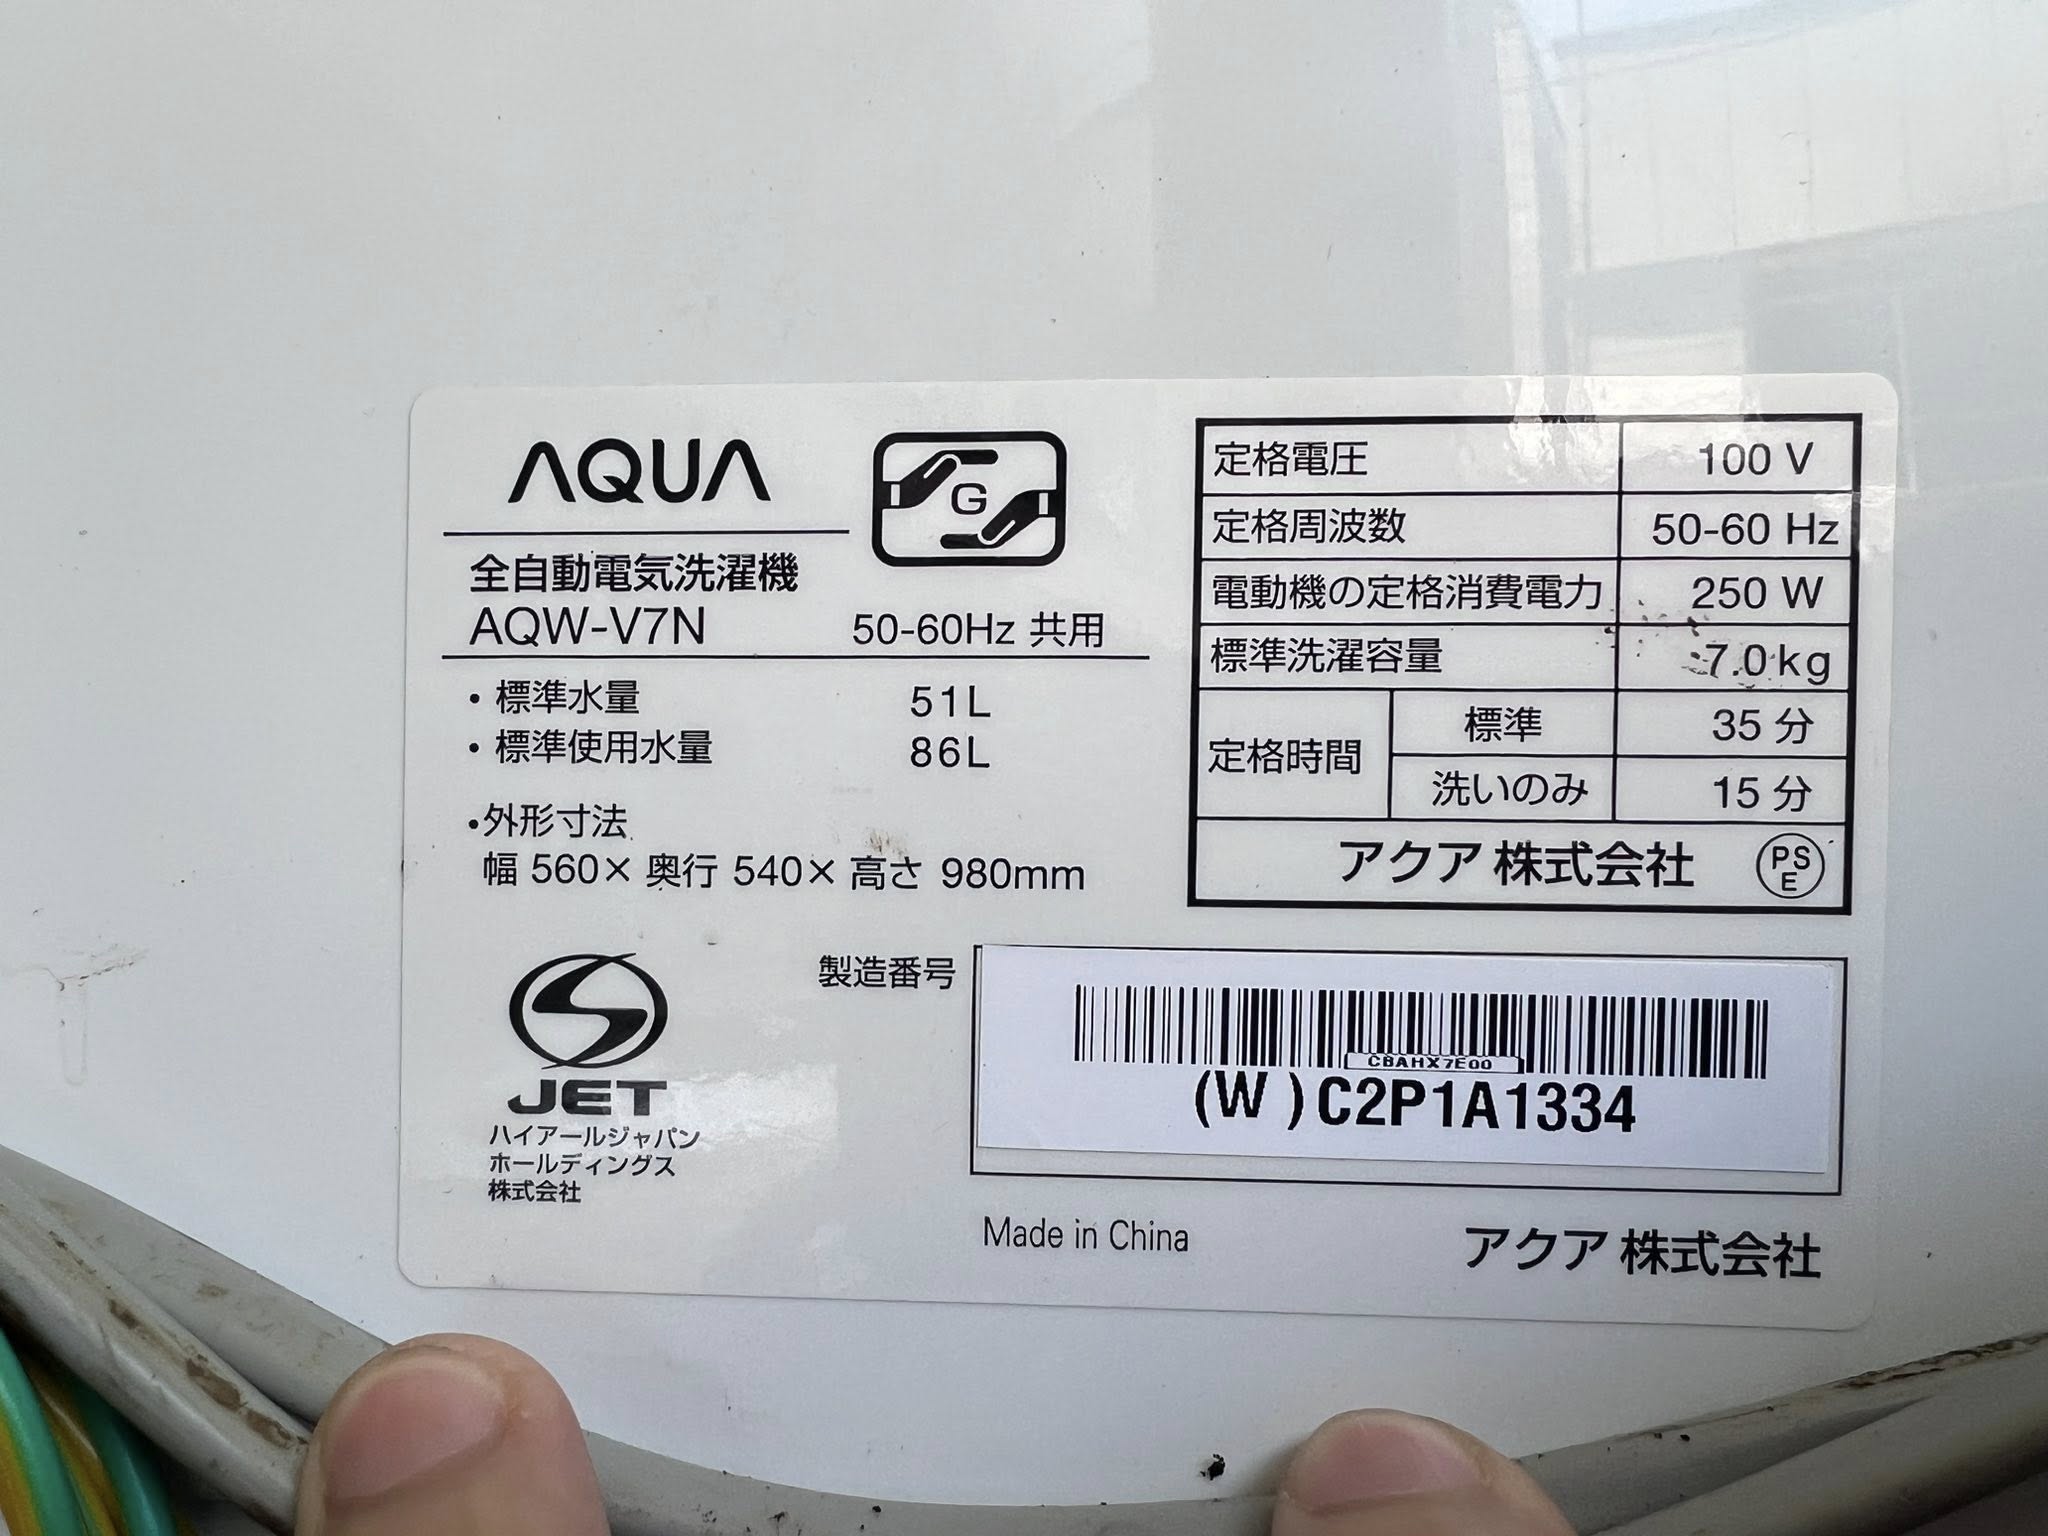 AQUA
G
全自動電気洗濯機
AQW-V7N 50-60Hz 共用
・標準水量 51L
・標準使用水量 86L
・外形寸法
幅 560× 奥行 540× 高さ 980mm
JET
ハイアールジャパン
ホールディングス
株式会社
定格電圧 100 V
定格周波数 50-60 Hz
電動機の定格消費電力 250 W
標準洗濯容量 7.0kg
定格時間 標準 35 分
洗いのみ 15 分
アクア 株式会社 PSE
製造番号
CBAHX7E00
(W)C2P1A1334
Made in China
アクア 株式会社